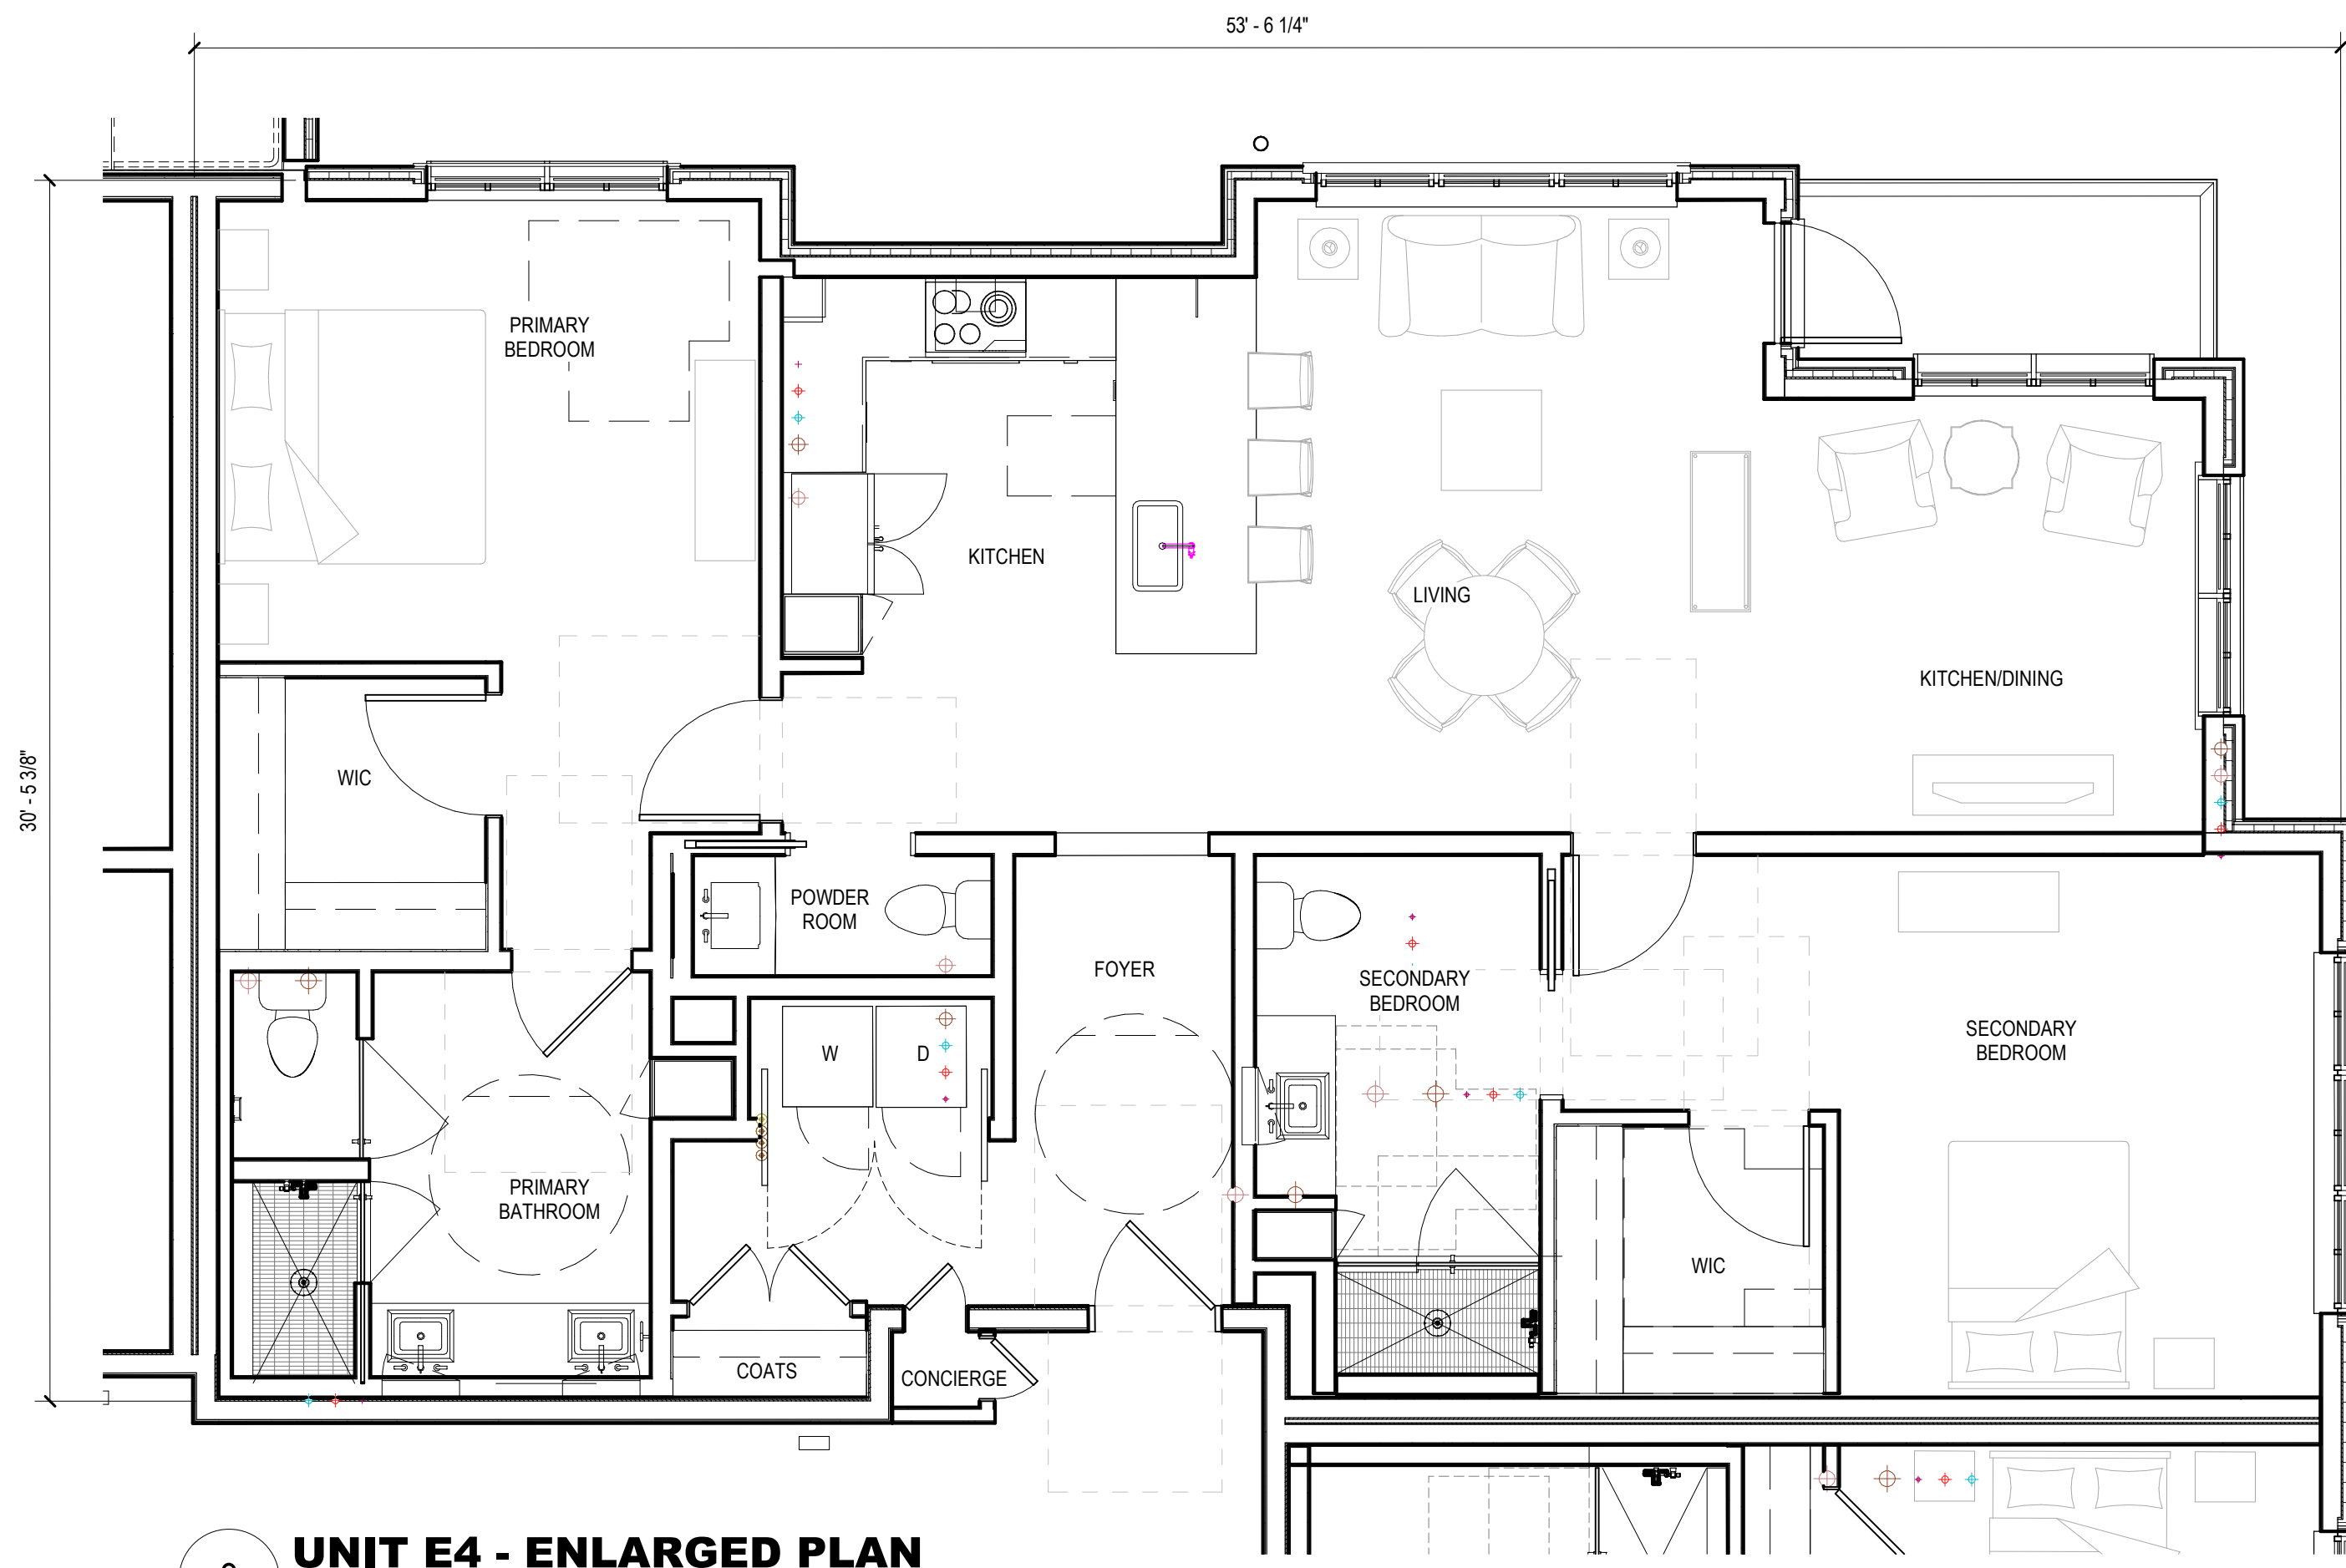 53' - 6 1/4"
30' - 5 3/8"
PRIMARY
BEDROOM
KITCHEN
LIVING
KITCHEN/DINING
WIC
POWDER
ROOM
FOYER
SECONDARY
BEDROOM
SECONDARY
BEDROOM
W
D
PRIMARY
BATHROOM
WIC
COATS
CONCIERGE
UNIT E4 - ENLARGED PLAN